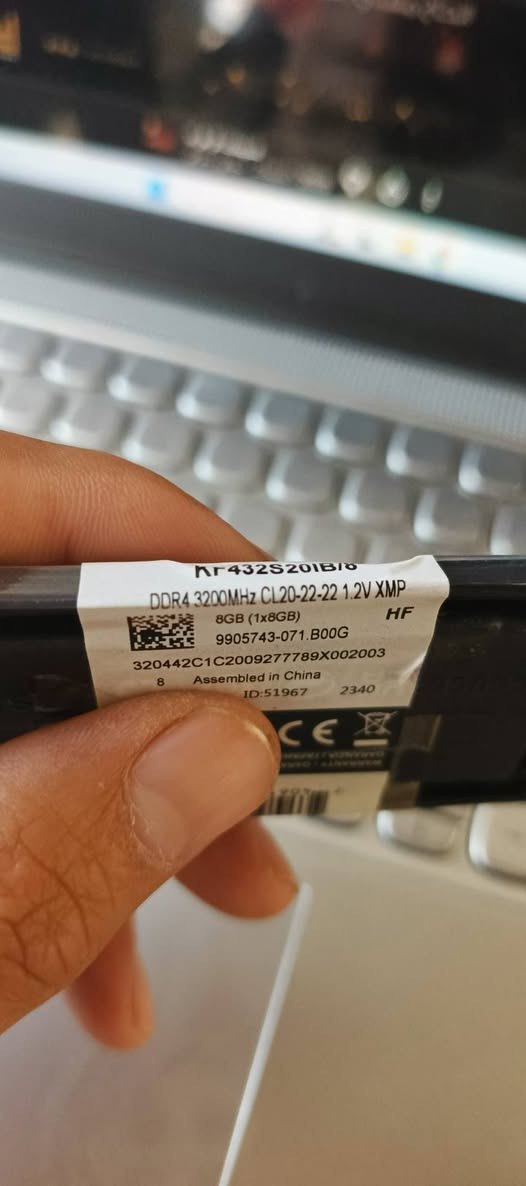 KF432S20IB/8
DDR4 3200MHz CL20-22-22 1.2V XMP
8GB (1x8GB)
HF
9905743-071.B00G
320442C1C2009277789X002003
8 Assembled in China
ID:51967 2340
CE